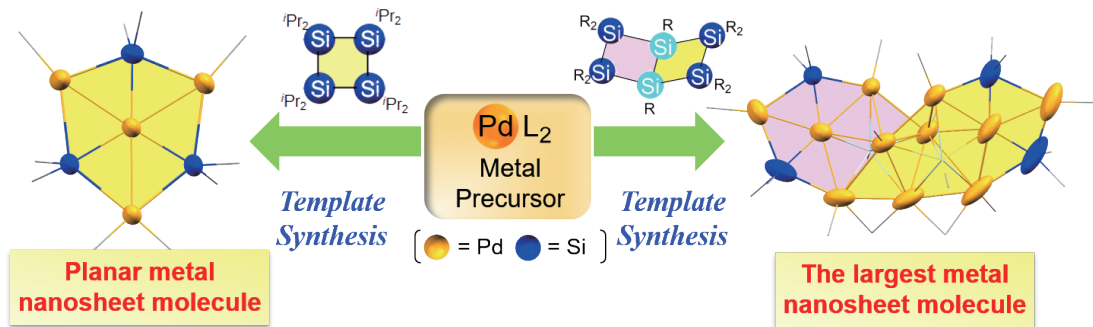 iPr2 iPr2
Si Si
Si Si
iPr2 iPr2
R2 R R2
Si Si Si
R2 Si Si Si R2
R
Pd L2
Metal
Precursor
Template
Synthesis
Template
Synthesis
( = Pd = Si )
Planar metal
nanosheet molecule
The largest metal
nanosheet molecule